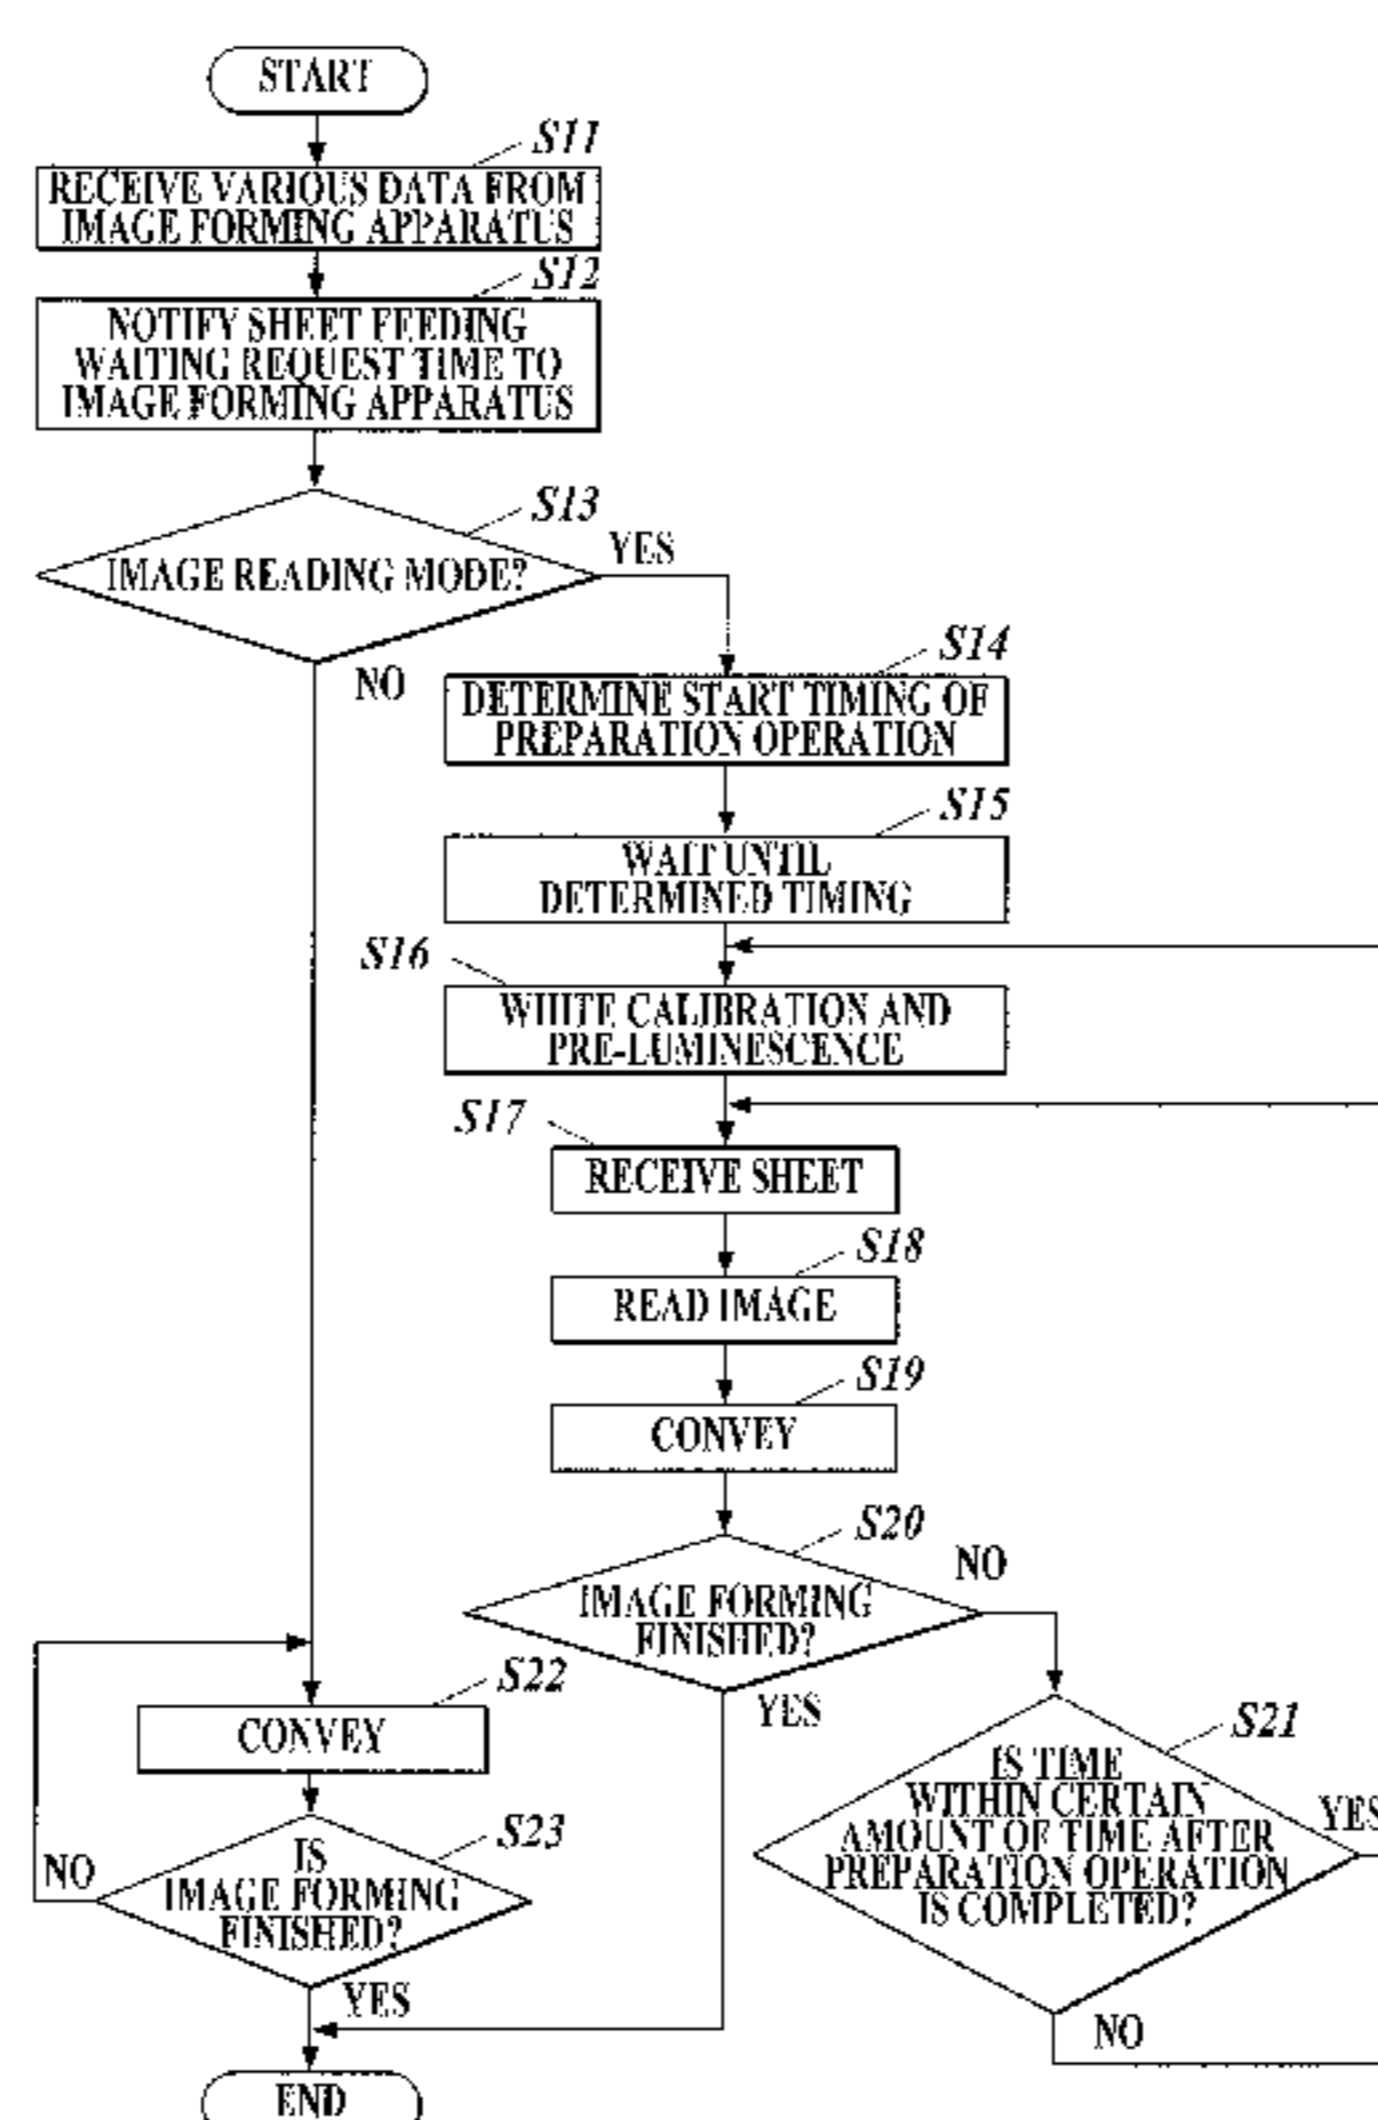 START
S11
RECEIVE VARIOUS DATA FROM
IMAGE FORMING APPARATUS
S12
NOTIFY SHEET FEEDING
WAITING REQUEST TIME TO
IMAGE FORMING APPARATUS
S13
IMAGE READING MODE?
YES
NO
S14
DETERMINE START TIMING OF
PREPARATION OPERATION
S15
WAIT UNTIL
DETERMINED TIMING
S16
WHITE CALIBRATION AND
PRE-LUMINESCENCE
S17
RECEIVE SHEET
S18
READ IMAGE
S19
CONVEY
S20
IMAGE FORMING
FINISHED?
NO
YES
S21
IS TIME
WITHIN CERTAIN
AMOUNT OF TIME AFTER
PREPARATION OPERATION
IS COMPLETED?
YES
NO
S22
CONVEY
S23
IS
IMAGE FORMING
FINISHED?
NO
YES
END